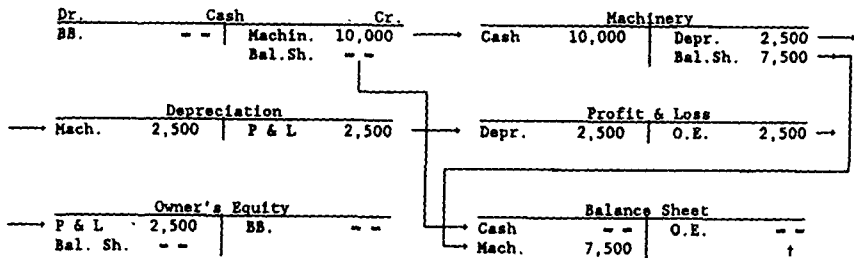 Dr. Cash Cr.
BB. -- Machin. 10,000
Bal.Sh. --
Machinery
Cash 10,000 Depr. 2,500
Bal.Sh. 7,500
Depreciation
Mach. 2,500 P & L 2,500
Profit & Loss
Depr. 2,500 O.E. 2,500
Owner's Equity
P & L 2,500 BB. --
Bal. Sh. --
Balance Sheet
Cash -- O.E. --
Mach. 7,500